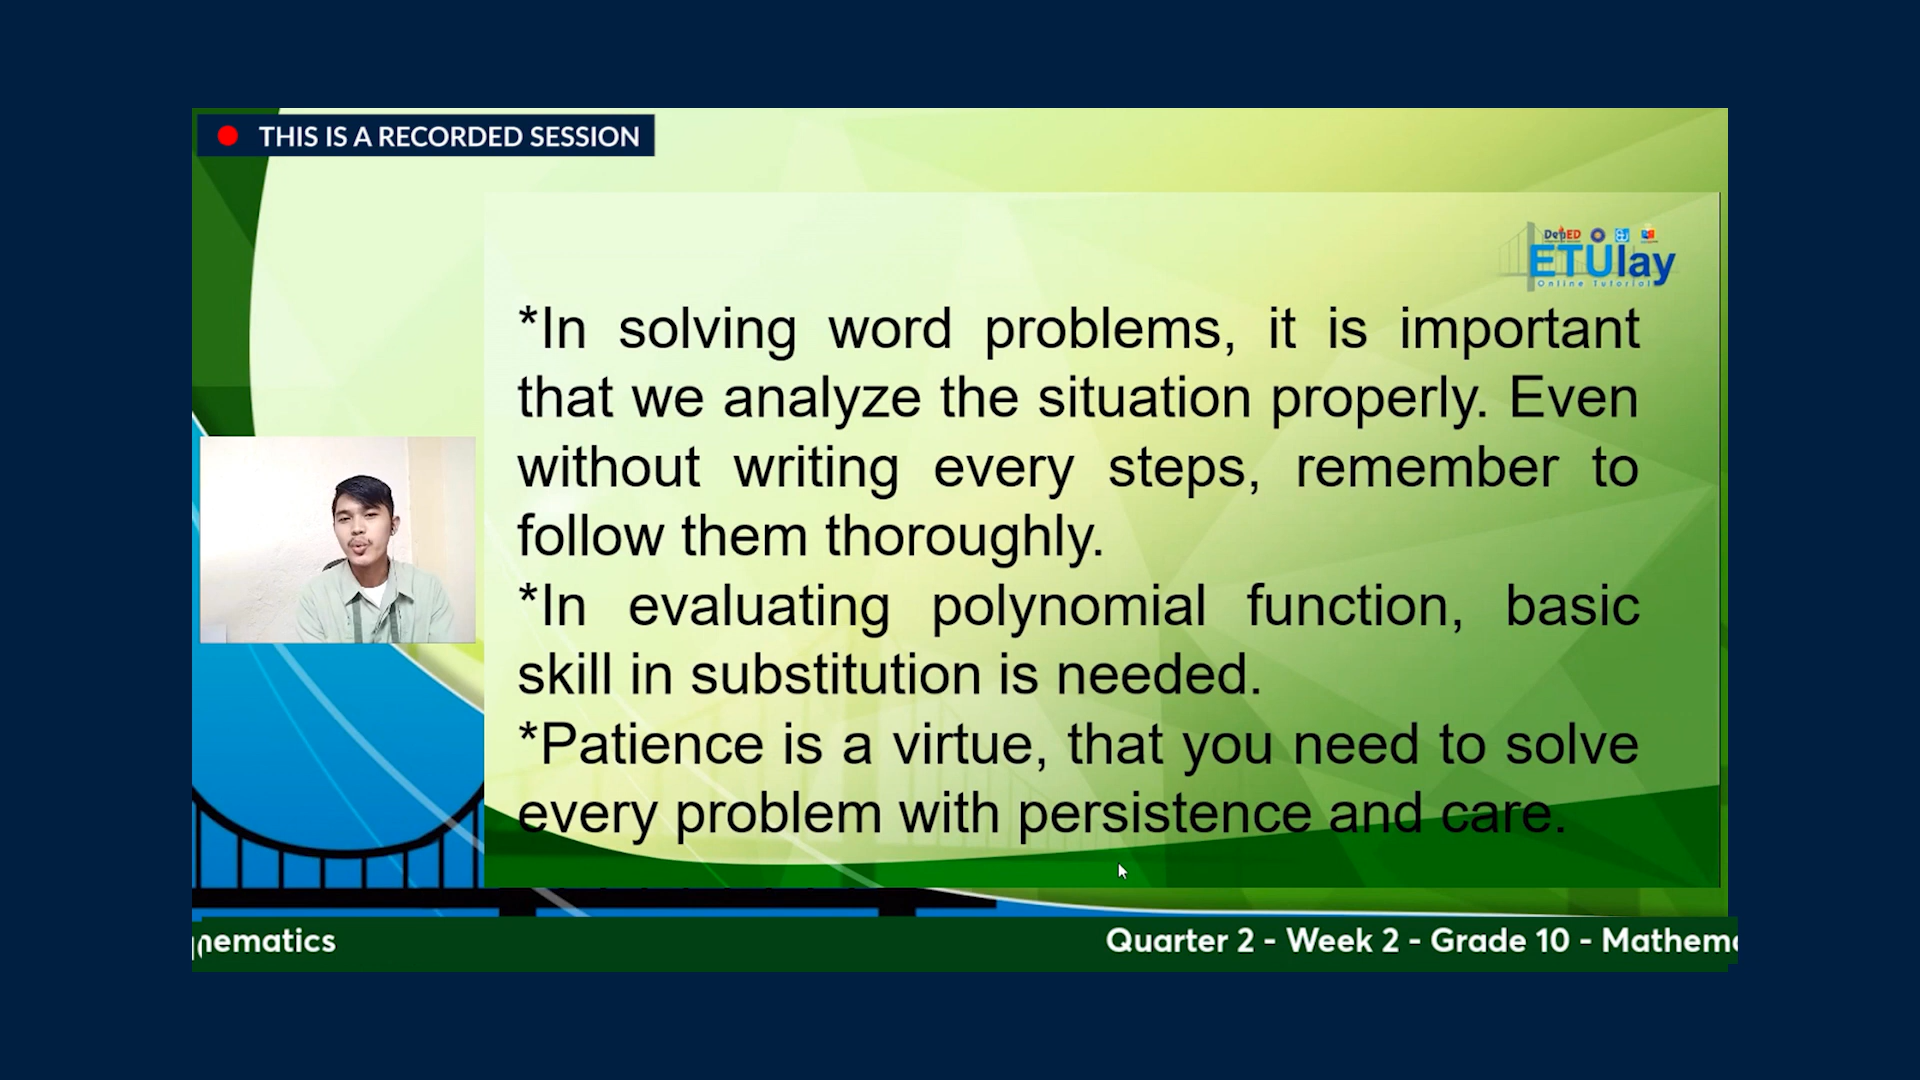 THIS IS A RECORDED SESSION
DepED
ETUlay
Online Tutorial
*In solving word problems, it is important
that we analyze the situation properly. Even
without writing every steps, remember to
follow them thoroughly.
*In evaluating polynomial function, basic
skill in substitution is needed.
*Patience is a virtue, that you need to solve
every problem with persistence and care.
hematics
Quarter 2 - Week 2 - Grade 10 - Mathema